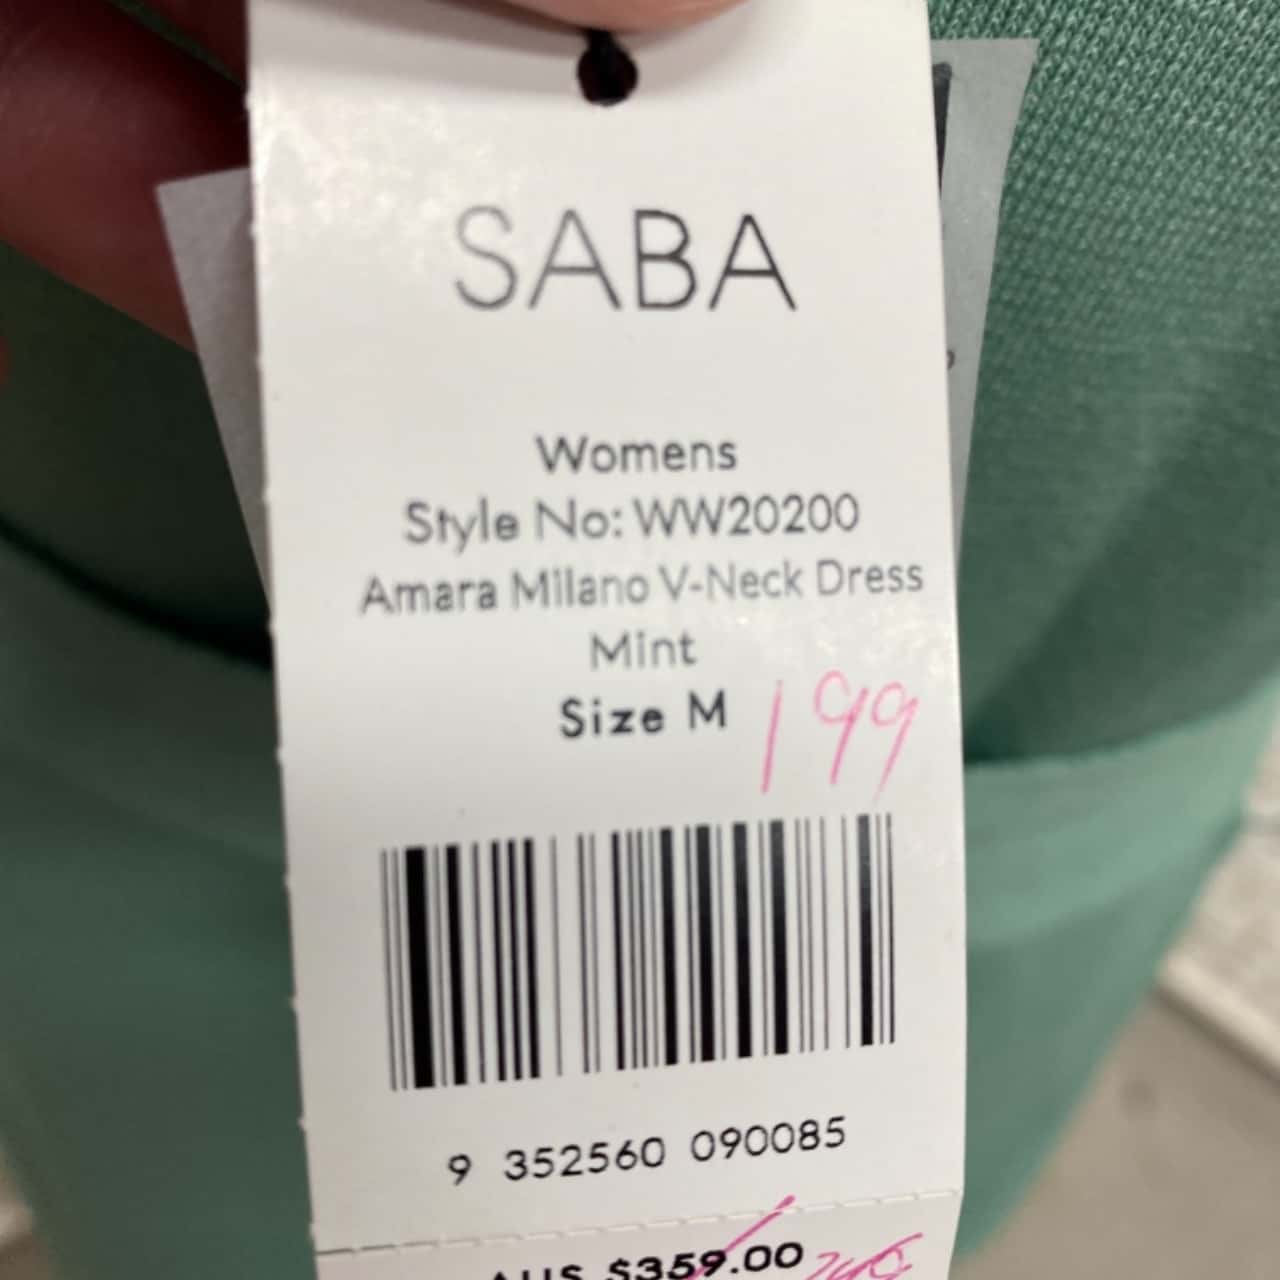 SABA
Womens
Style No: WW20200
Amara Milano V-Neck Dress
Mint
Size M 199
9 352560 090085
AUS $359.00